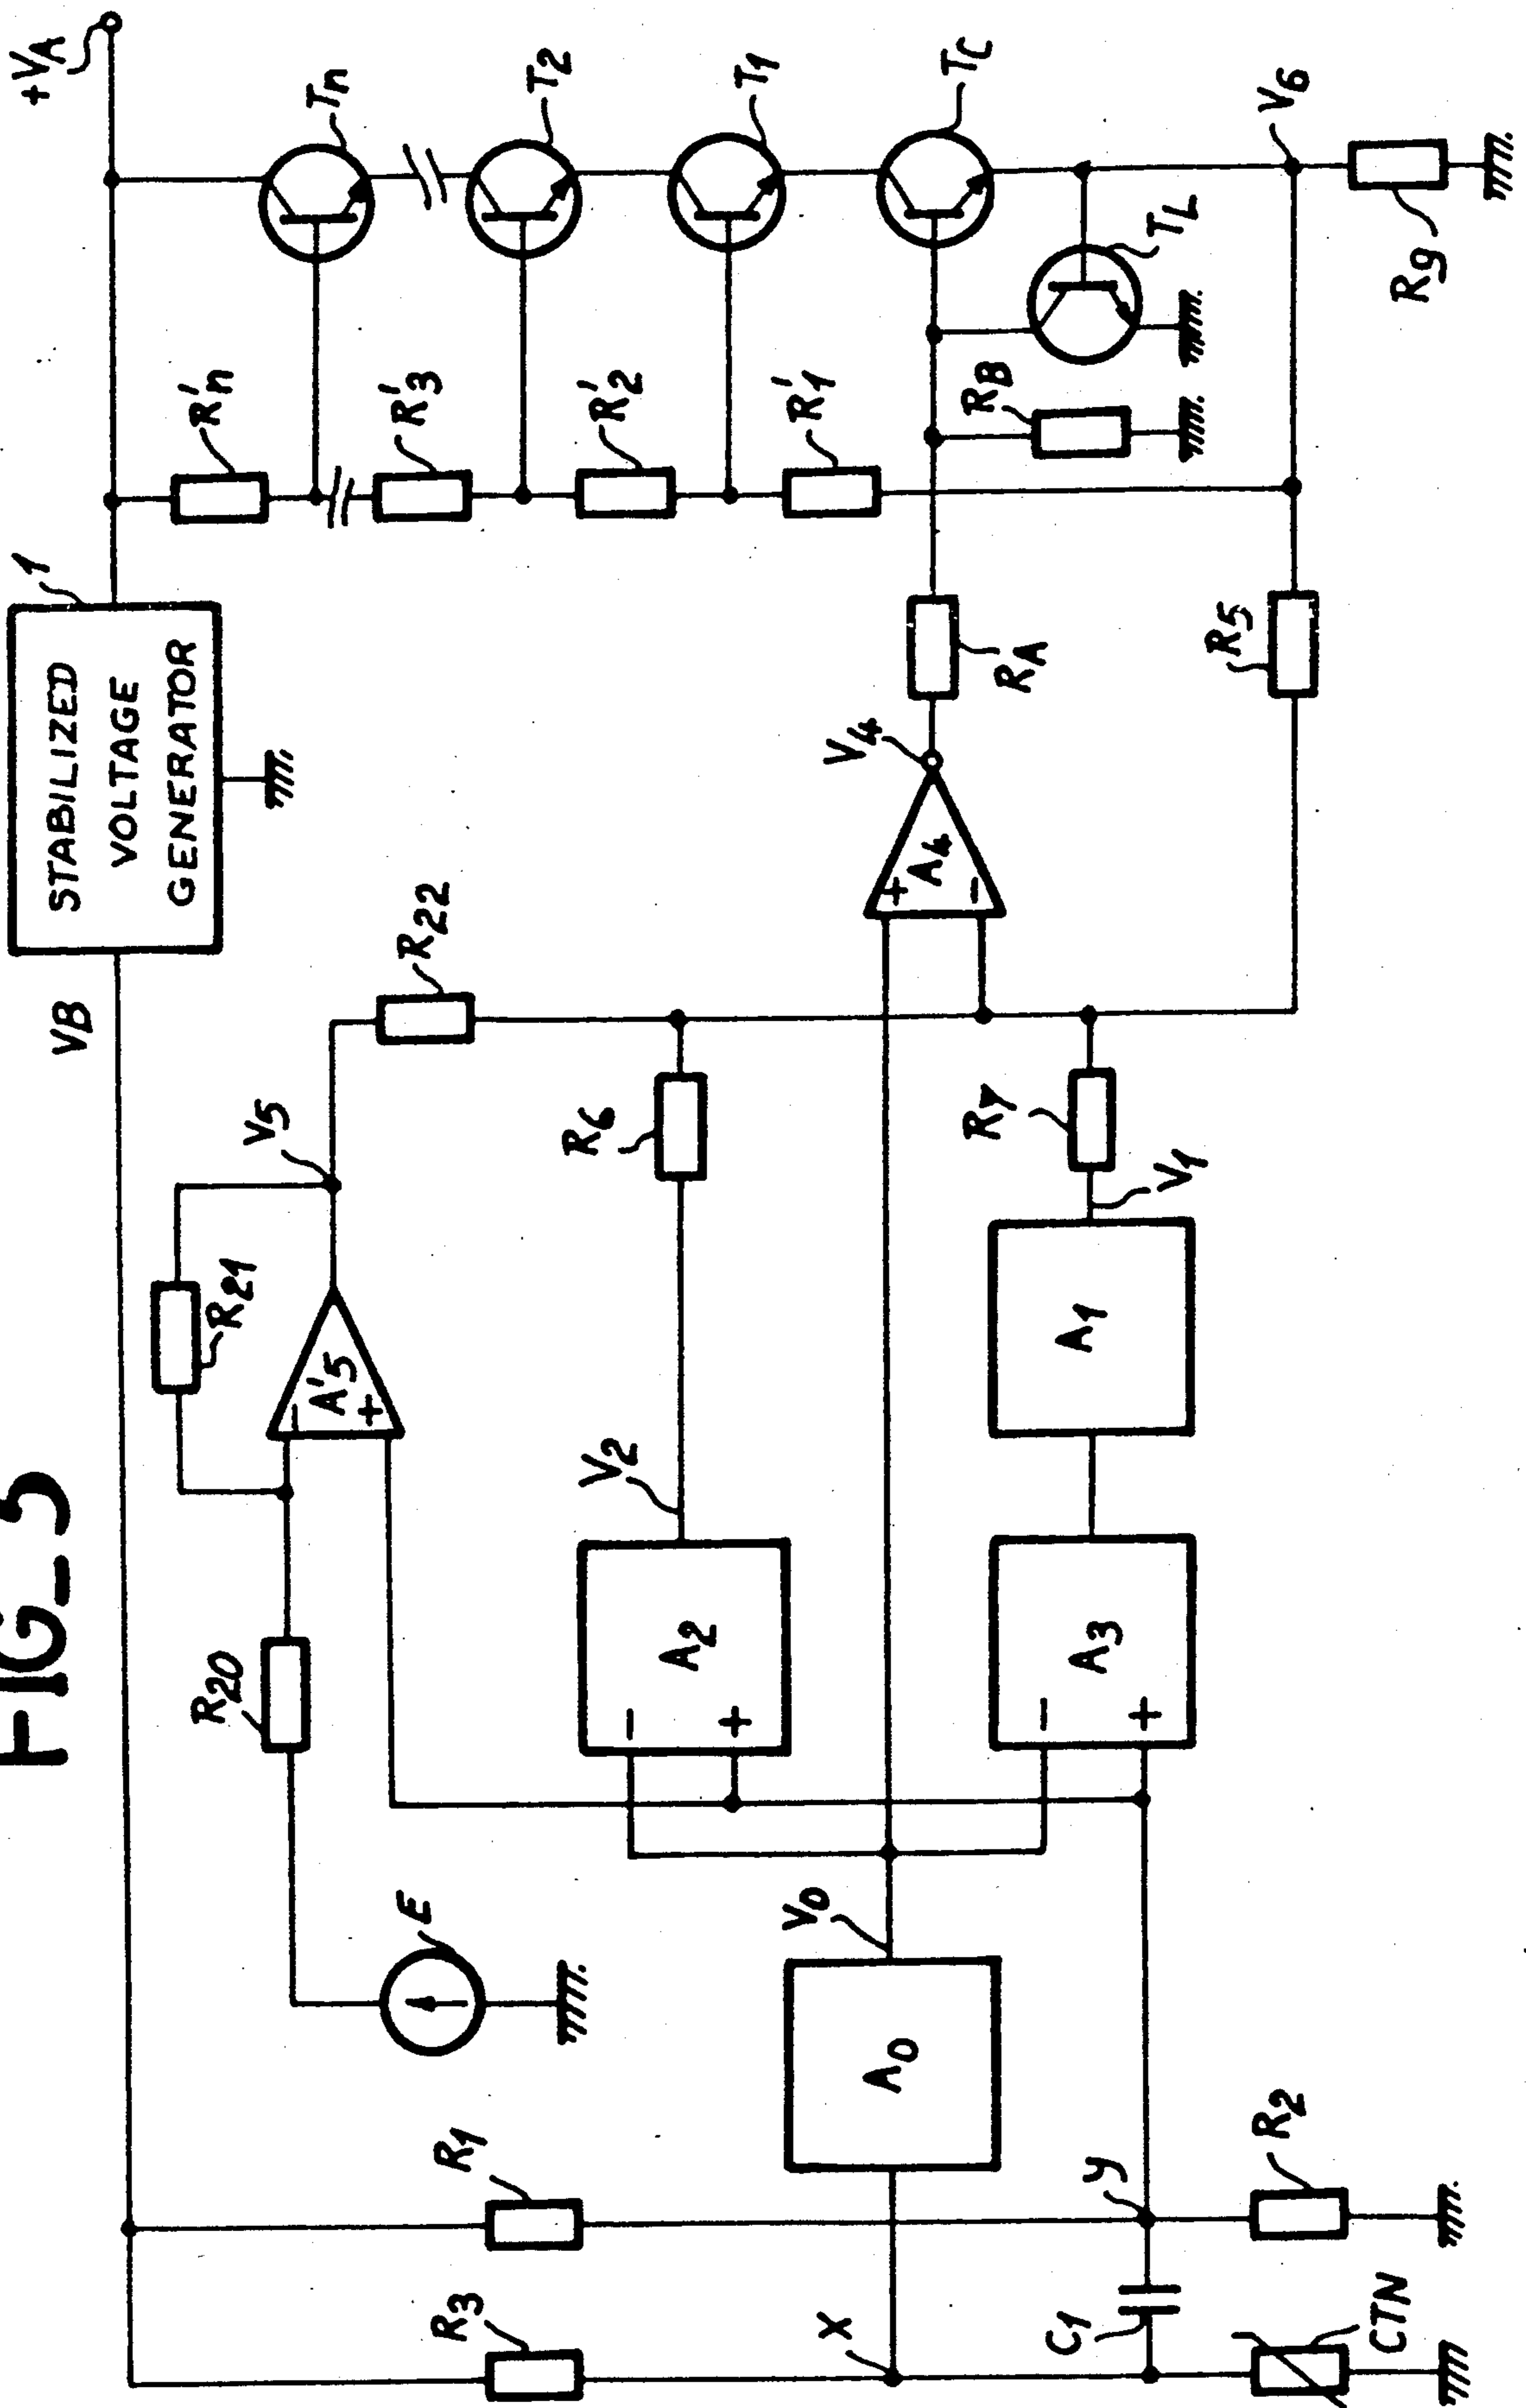 FIG_5
+VA
1
STABILIZED
VOLTAGE
GENERATOR
VB
R'n
Tn
R'3
T2
R'2
T1
R'1
TC
RB
TL
V6
R9
RA
R5
V4
+
A4
-
R22
V5
R21
A'5
-
+
R20
E
R6
V2
A2
-
+
R7
V1
A1
A3
-
+
V0
A0
R1
R3
X
Y
C1
R2
CTN